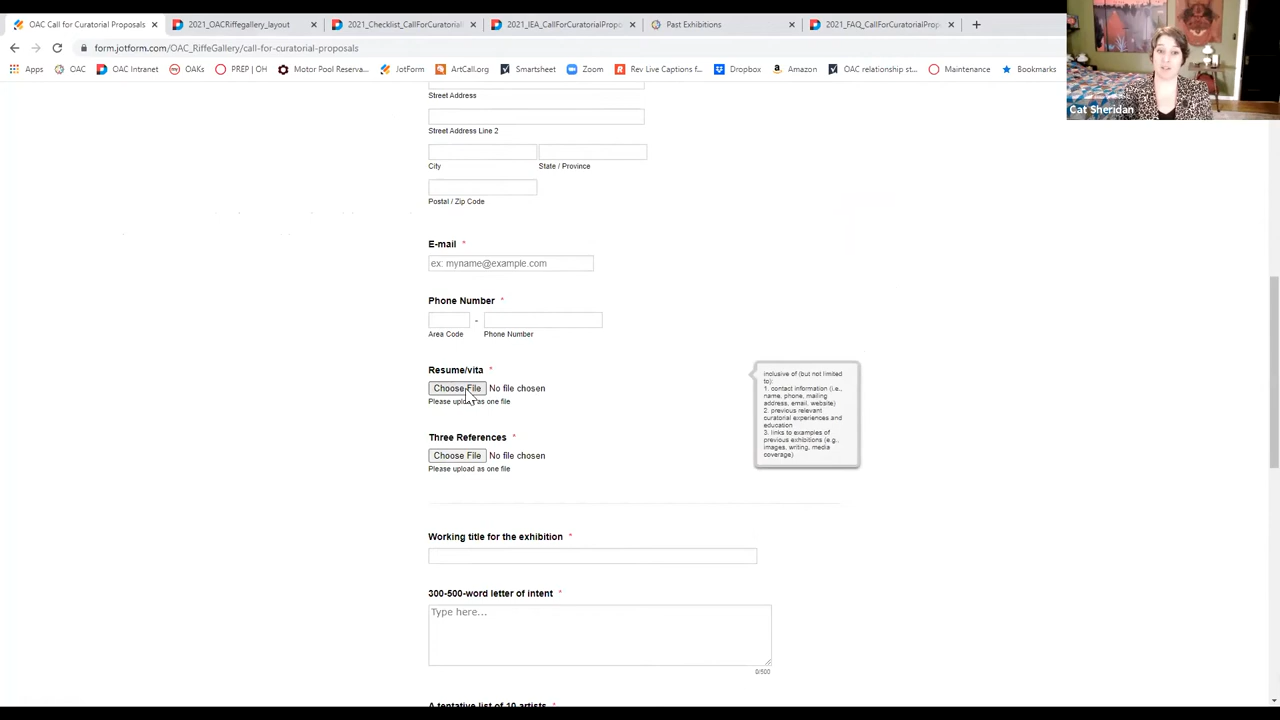 OAC Call for Curatorial Proposals
2021_OACRiffegallery_layout
2021_Checklist_CallForCuratorial
2021_IEA_CallForCuratorialPropo
Past Exhibitions
2021_FAQ_CallForCuratorialProp
form.jotform.com/OAC_RiffeGallery/call-for-curatorial-proposals
Apps
OAC
OAC Intranet
OAKs
PREP | OH
Motor Pool Reserva...
JotForm
ArtCall.org
Smartsheet
Zoom
Rev Live Captions f...
Dropbox
Amazon
OAC relationship st...
Maintenance
Bookmarks
Cat Sheridan
Street Address
Street Address Line 2
City
State / Province
Postal / Zip Code
E-mail *
ex: myname@example.com
Phone Number *
-
Area Code
Phone Number
Resume/vita *
Choose File No file chosen
Please upload as one file
inclusive of (but not limited
to):
1. contact information (i.e.,
name, phone, mailing
address, email, website)
2. previous relevant
curatorial experiences and
education
3. links to examples of
previous exhibitions (e.g.,
images, writing, media
coverage)
Three References *
Choose File No file chosen
Please upload as one file
Working title for the exhibition *
300-500-word letter of intent *
Type here...
0/500
A tentative list of 10 artists *